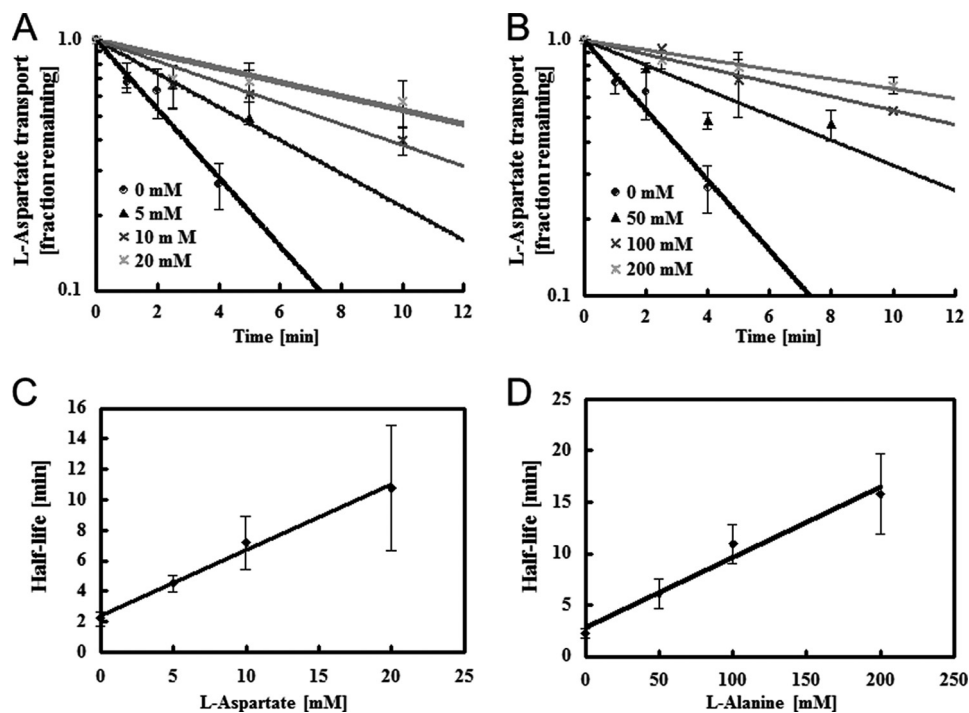 A
L-Aspartate transport
[fraction remaining]
1.0
0.1
0 mM
5 mM
10 m M
20 mM
0 2 4 6 8 10 12
Time [min]
B
L-Aspartate transport
[fraction remaining]
1.0
0.1
0 mM
50 mM
100 mM
200 mM
0 2 4 6 8 10 12
Time [min]
C
Half-life [min]
16
14
12
10
8
6
4
2
0
0 5 10 15 20 25
L-Aspartate [mM]
D
Half-life [min]
25
20
15
10
5
0
0 50 100 150 200 250
L-Alanine [mM]